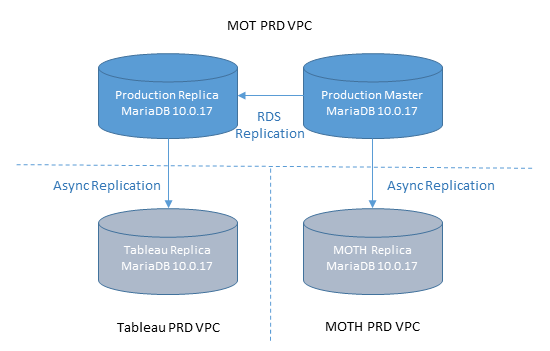 MOT PRD VPC
Production Replica
MariaDB 10.0.17
Production Master
MariaDB 10.0.17
RDS
Replication
Async Replication
Async Replication
Tableau Replica
MariaDB 10.0.17
MOTH Replica
MariaDB 10.0.17
Tableau PRD VPC
MOTH PRD VPC